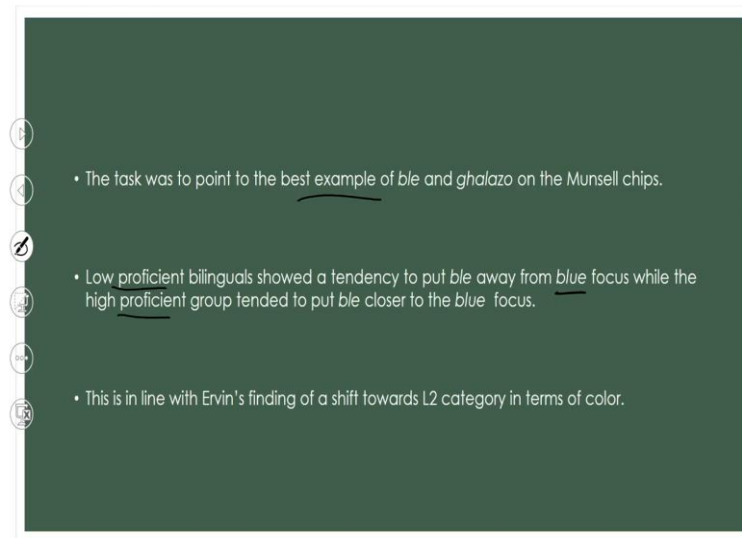 • The task was to point to the best example of ble and ghalazo on the Munsell chips.
• Low proficient bilinguals showed a tendency to put ble away from blue focus while the
high proficient group tended to put ble closer to the blue focus.
• This is in line with Ervin's finding of a shift towards L2 category in terms of color.